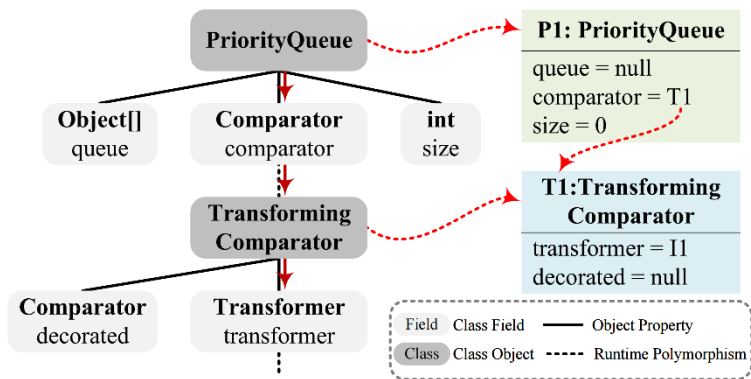 PriorityQueue
P1: PriorityQueue
queue = null
comparator = T1
size = 0
Object[]
queue
Comparator
comparator
int
size
Transforming
Comparator
T1:Transforming
Comparator
transformer = I1
decorated = null
Comparator
decorated
Transformer
transformer
Field Class Field Object Property
Class Class Object Runtime Polymorphism